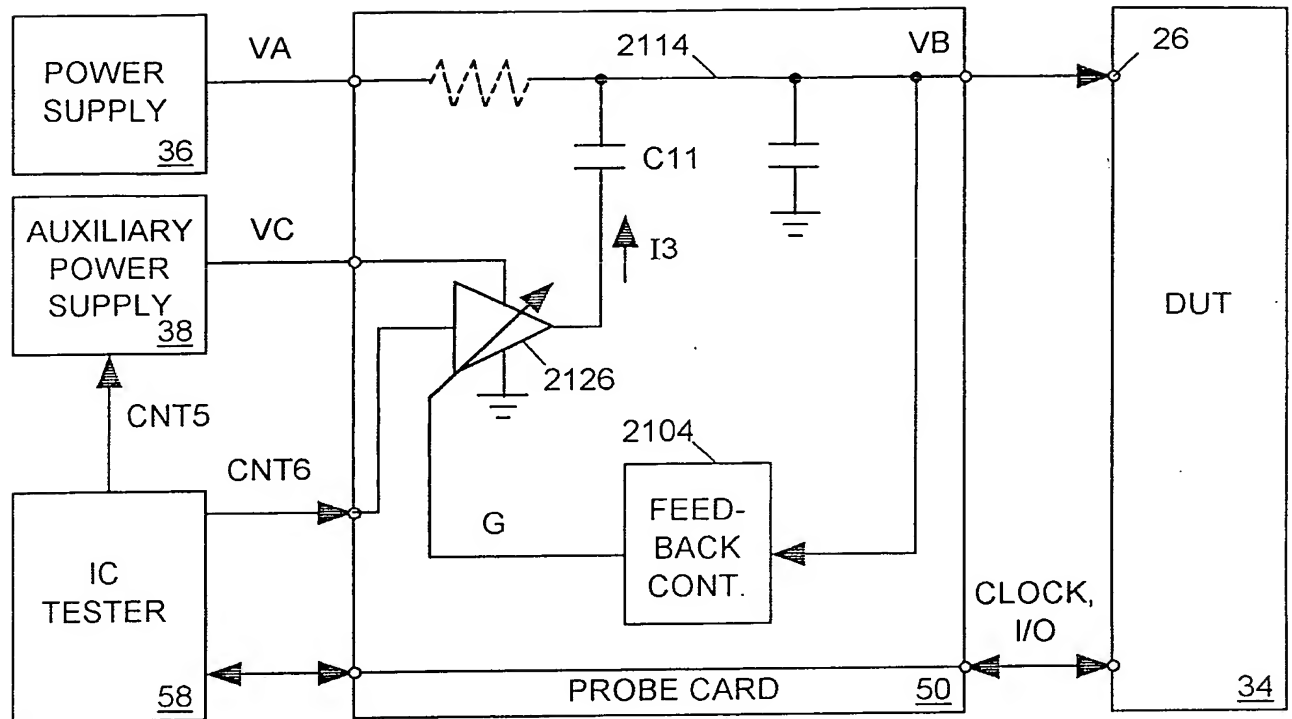 POWER
SUPPLY
36
VA
2114
VB
26
C11
AUXILIARY
POWER
SUPPLY
38
VC
I3
DUT
2126
CNT5
2104
CNT6
G
FEED-
BACK
CONT.
IC
TESTER
58
CLOCK,
I/O
PROBE CARD
50
34